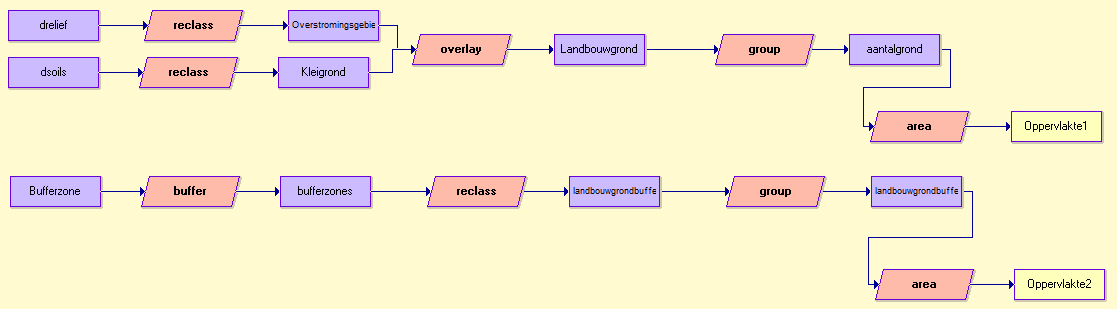 drelief
reclass
Overstromingsgebie
dsoils
reclass
Kleigrond
overlay
Landbouwgrond
group
aantalgrond
area
Oppervlakte1
Bufferzone
buffer
bufferzones
reclass
landbouwgrondbuffe
group
landbouwgrondbuffe
area
Oppervlakte2